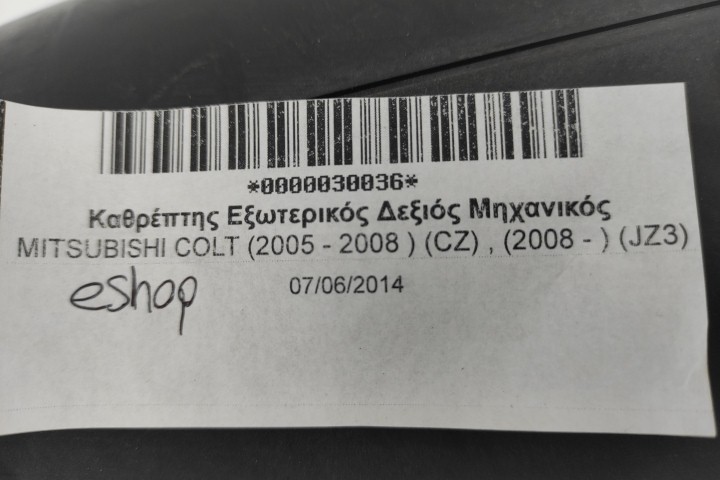 *0000030036*
Καθρέπτης Εξωτερικός Δεξιός Μηχανικός
MITSUBISHI COLT (2005 - 2008 ) (CZ) , (2008 - ) (JZ3)
eshop 07/06/2014